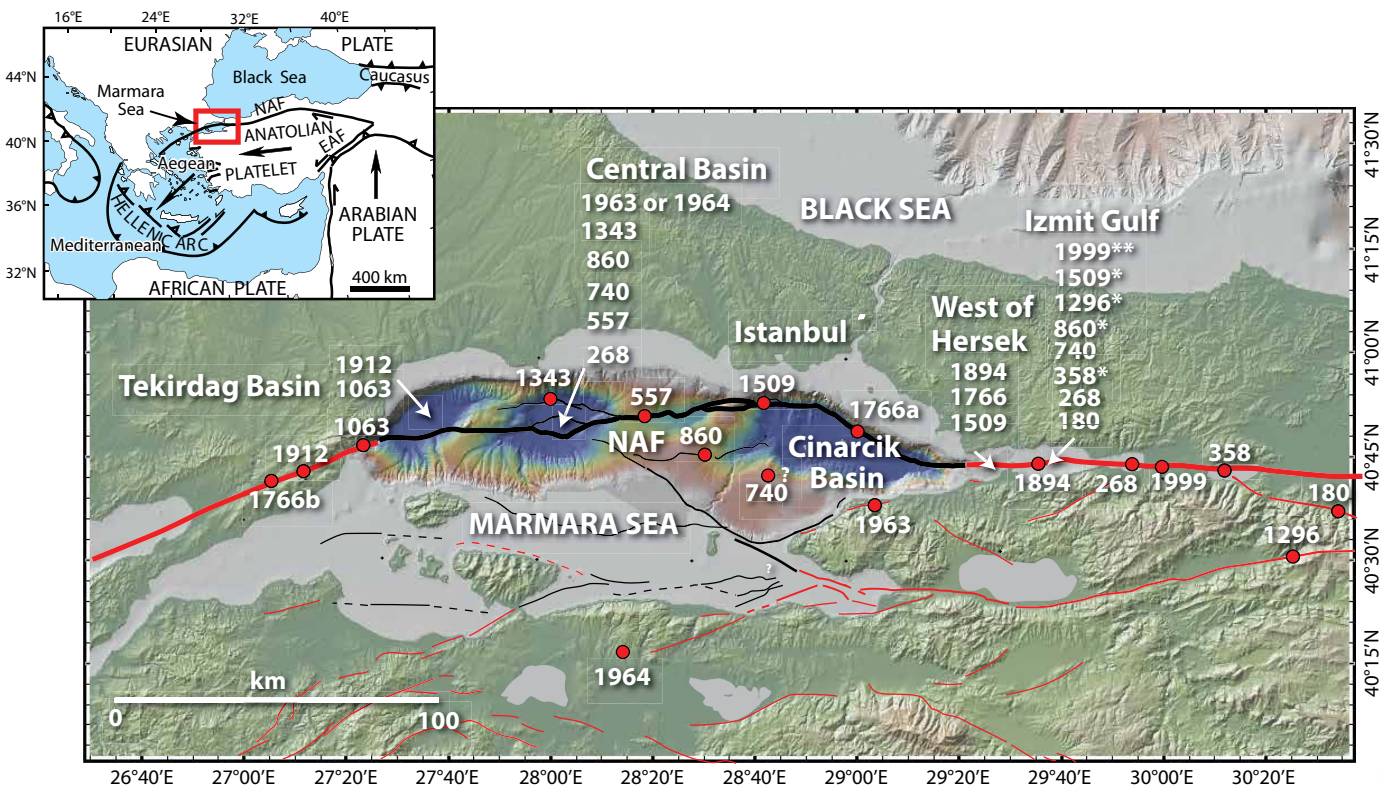 16°E 24°E 32°E 40°E
EURASIAN PLATE
44°N
Black Sea
Caucasus
Marmara
Sea
NAF
40°N
ANATOLIAN
EAF
Aegean
PLATELET
36°N
HELLENIC ARC
ARABIAN
PLATE
Mediterranean
32°N
400 km
AFRICAN PLATE
41°30'N
41°15'N
41°0'N
40°45'N
40°30'N
40°15'N
BLACK SEA
Central Basin
1963 or 1964
1343
860
740
557
268
Izmit Gulf
1999**
1509*
1296*
860*
740
358*
268
180
West of
Hersek
1894
1766
1509
Istanbul
Tekirdag Basin
1912
1063
1343
557
1509
1766a
1063
NAF
860
Cinarcik
Basin
1912
1766b
740
?
1963
1894
268
1999
358
180
1296
MARMARA SEA
?
1964
km
0 100
26°40'E 27°00'E 27°20'E 27°40'E 28°00'E 28°20'E 28°40'E 29°00'E 29°20'E 29°40'E 30°00'E 30°20'E